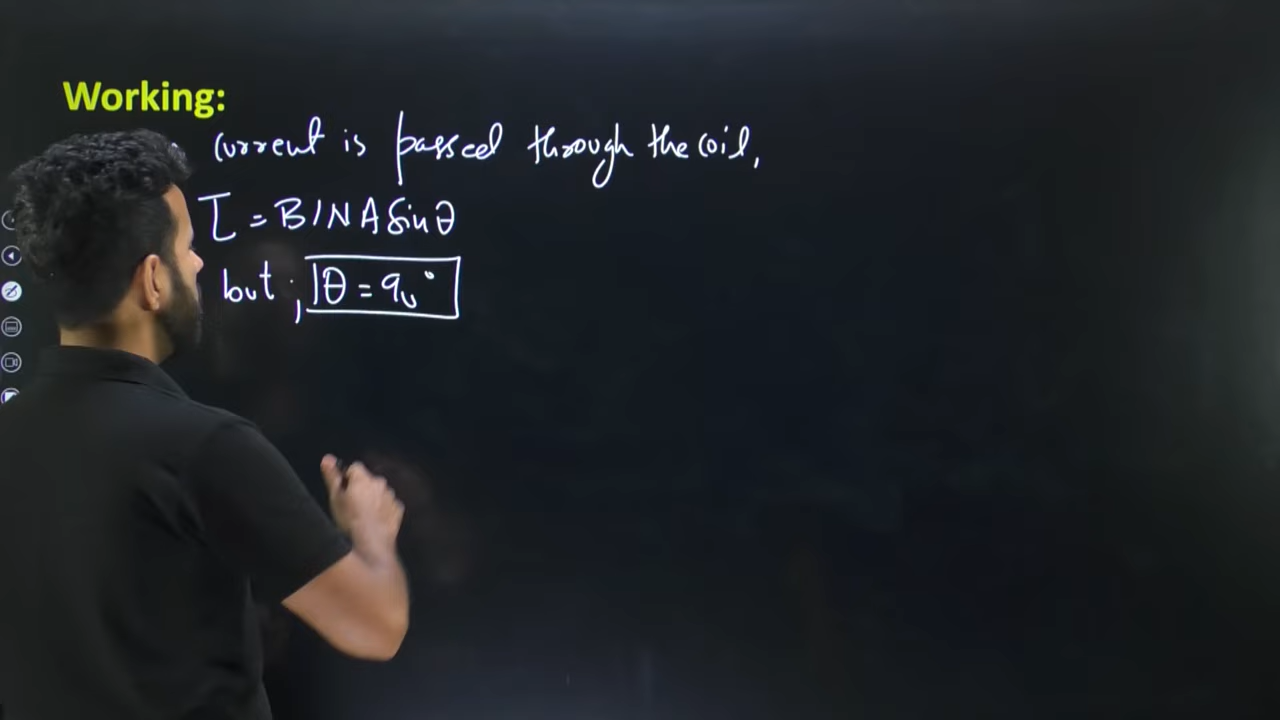 Working:
current is passed through the coil,
τ = BINA Sinθ
but ; θ = 90°